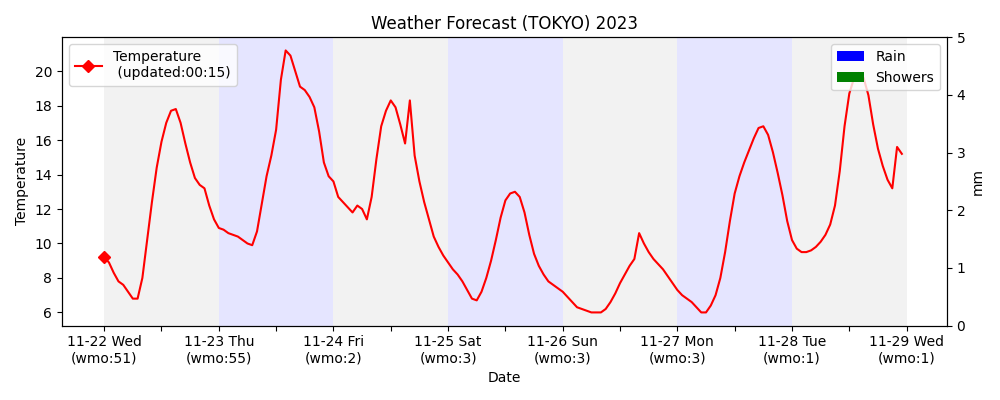 Weather Forecast (TOKYO) 2023
Temperature
(updated:00:15)
Rain
Showers
Temperature
20
18
16
14
12
10
8
6
5
4
3
2
1
0
mm
11-22 Wed
(wmo:51)
11-23 Thu
(wmo:55)
11-24 Fri
(wmo:2)
11-25 Sat
(wmo:3)
11-26 Sun
(wmo:3)
11-27 Mon
(wmo:3)
11-28 Tue
(wmo:1)
11-29 Wed
(wmo:1)
Date